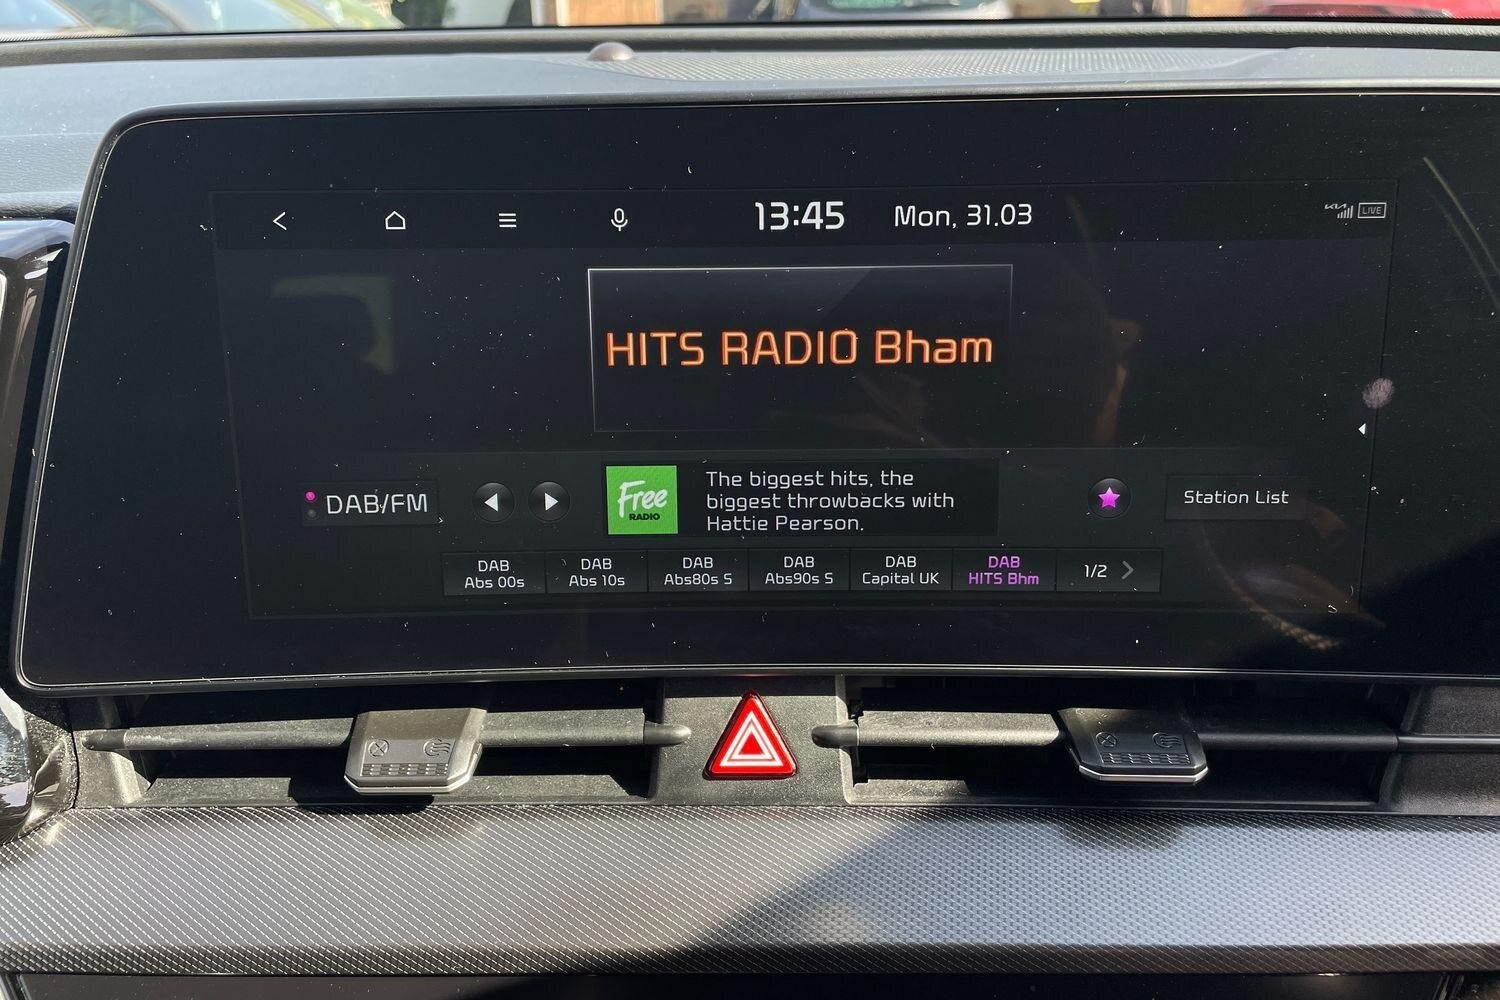 13:45 Mon, 31.03
KIA LIVE
HITS RADIO Bham
DAB/FM
Free
RADIO
The biggest hits, the
biggest throwbacks with
Hattie Pearson.
Station List
DAB
Abs 00s
DAB
Abs 10s
DAB
Abs80s S
DAB
Abs90s S
DAB
Capital UK
DAB
HITS Bhm
1/2